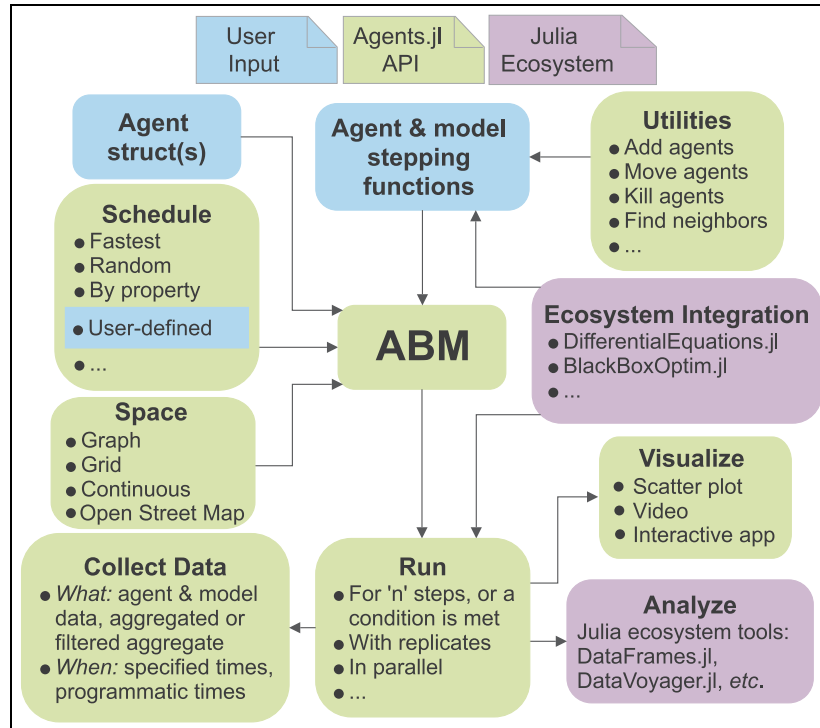 User
Input
Agents.jl
API
Julia
Ecosystem
Agent
struct(s)
Agent & model
stepping
functions
Utilities
● Add agents
● Move agents
● Kill agents
● Find neighbors
● ...
Schedule
● Fastest
● Random
● By property
● User-defined
● ...
ABM
Ecosystem Integration
● DifferentialEquations.jl
● BlackBoxOptim.jl
● ...
Space
● Graph
● Grid
● Continuous
● Open Street Map
Visualize
● Scatter plot
● Video
● Interactive app
Collect Data
● What: agent & model
data, aggregated or
filtered aggregate
● When: specified times,
programmatic times
Run
● For 'n' steps, or a
condition is met
● With replicates
● In parallel
● ...
Analyze
Julia ecosystem tools:
DataFrames.jl,
DataVoyager.jl, etc.